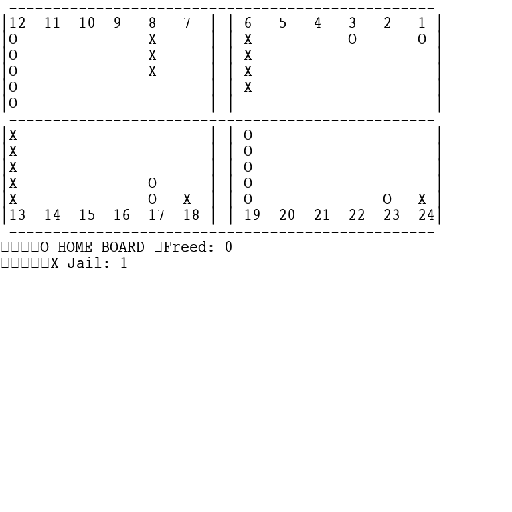 -------------------------------------------------
|12  11  10  9   8   7  | | 6   5   4   3   2   1 |
|O               X      | | X           O       O |
|O               X      | | X                     |
|O               X      | | X                     |
|O                      | | X                     |
|O                      | |                       |
 -------------------------------------------------
|X                      | | O                     |
|X                      | | O                     |
|X                      | | O                     |
|X               O      | | O                     |
|X               O   X  | | O               O   X |
|13  14  15  16  17  18 | | 19  20  21  22  23  24|
 -------------------------------------------------
□□□□O HOME BOARD □Freed: 0
□□□□□X Jail: 1